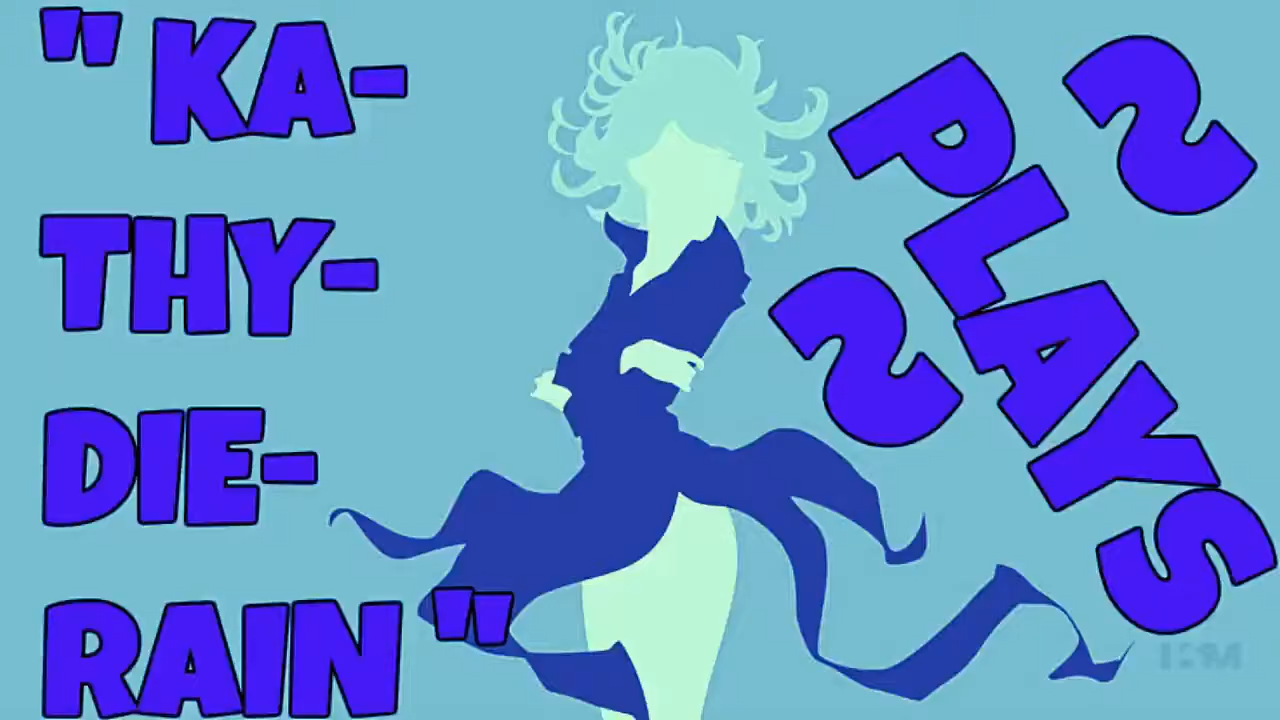 " KA-
THY-
DIE-
RAIN "
S PLAYS S